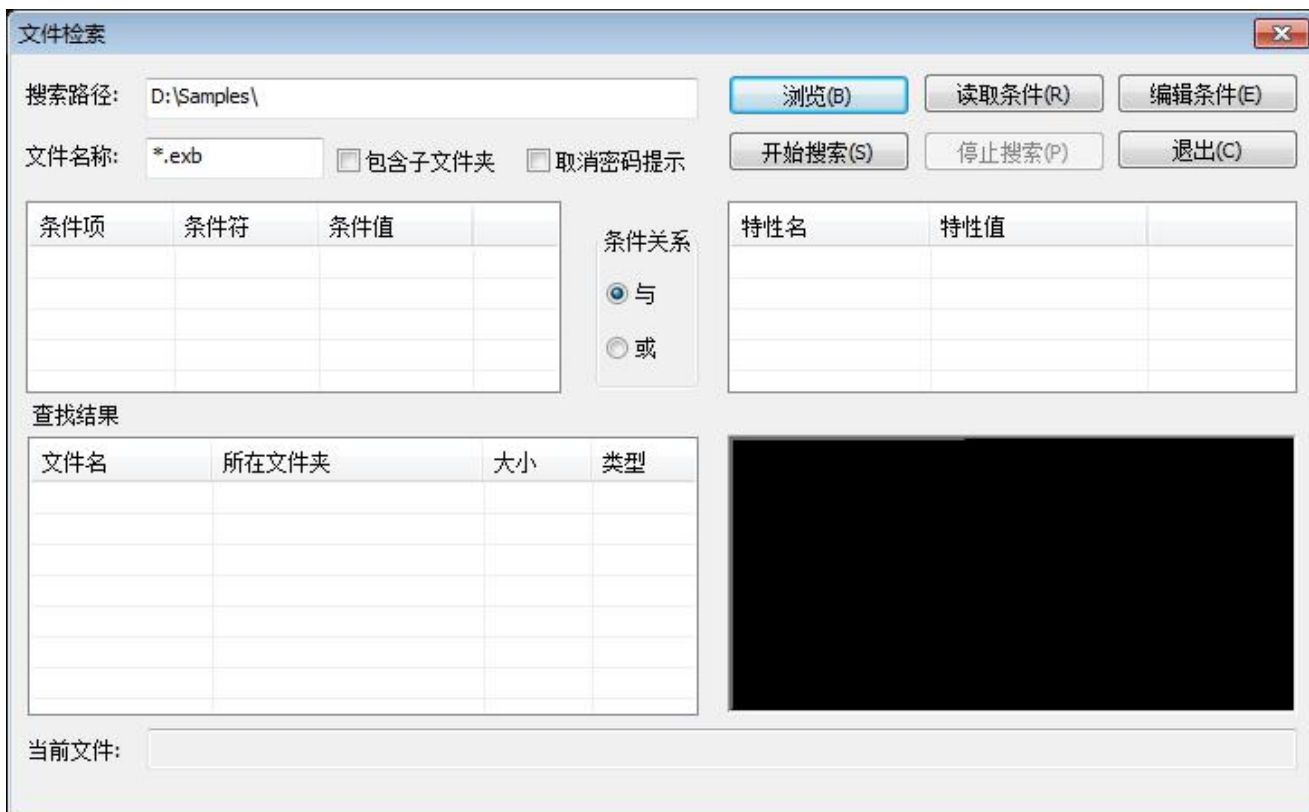 文件检索
搜索路径: D:\Samples\ 浏览(B) 读取条件(R) 编辑条件(E)
文件名称: *.exb 包含子文件夹 取消密码提示 开始搜索(S) 停止搜索(P) 退出(C)
条件项 条件符 条件值
条件关系
与
或
特性名 特性值
查找结果
文件名 所在文件夹 大小 类型
当前文件: